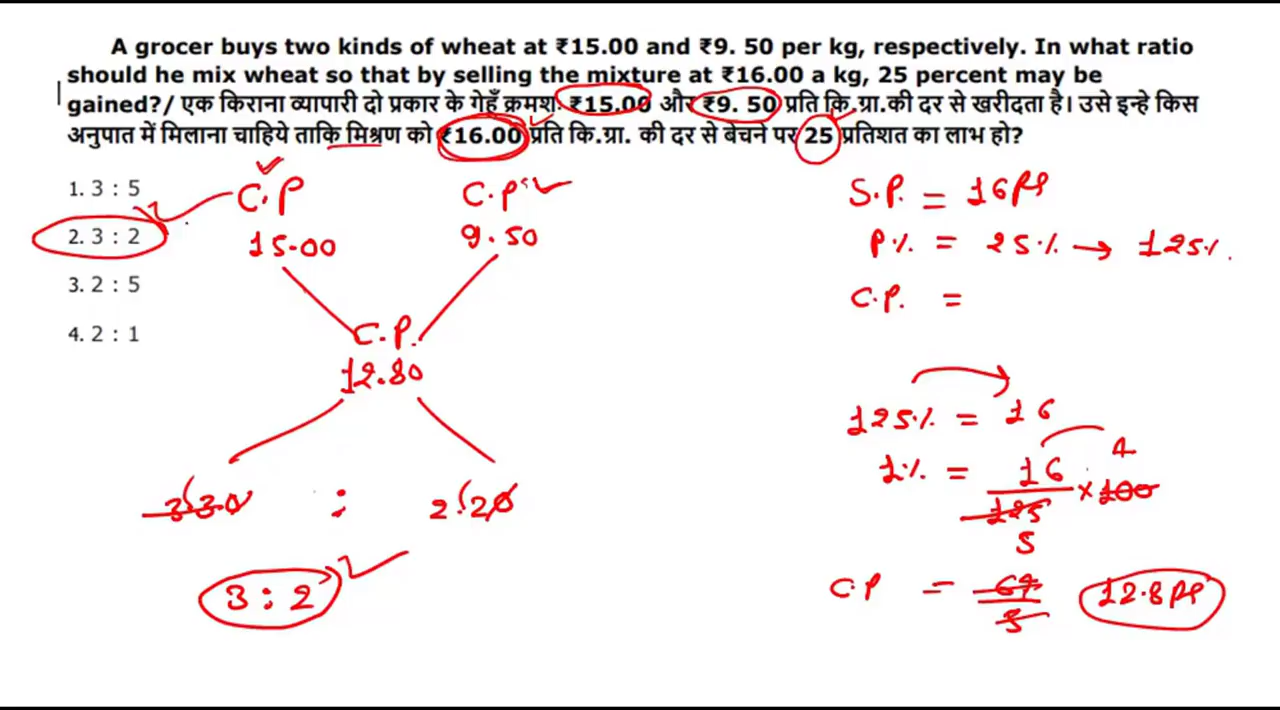 A grocer buys two kinds of wheat at ₹15.00 and ₹9. 50 per kg, respectively. In what ratio
should he mix wheat so that by selling the mixture at ₹16.00 a kg, 25 percent may be
gained?/ एक किराना व्यापारी दो प्रकार के गेहूँ क्रमशः ₹15.00 और ₹9. 50 प्रति कि.ग्रा.की दर से खरीदता है। उसे इन्हे किस
अनुपात में मिलाना चाहिये ताकि मिश्रण को ₹16.00 प्रति कि.ग्रा. की दर से बेचने पर 25 प्रतिशत का लाभ हो?
1. 3 : 5
2. 3 : 2
3. 2 : 5
4. 2 : 1
C.P C.P
15.00 9.50
C.P.
12.80
3.30 : 2.20
3 : 2
S.P. = 16 रु
P% = 25% → 125%.
C.P. =
125% = 16
1% = 16 × 100 4
125
5
C.P = 64 12.8 रु
5